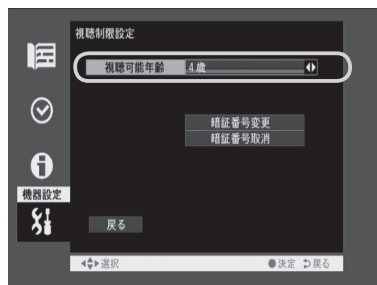 視聴制限設定
視聴可能年齢 4歳
暗証番号変更
暗証番号取消
機器設定
戻る
選択 決定 戻る